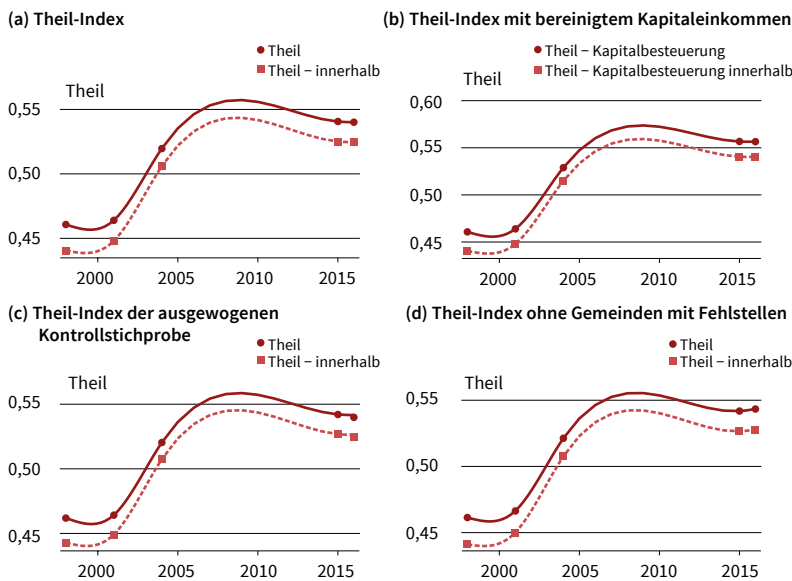 (a) Theil-Index
Theil
Theil – innerhalb
Theil
0,55
0,50
0,45
2000 2005 2010 2015
(b) Theil-Index mit bereinigtem Kapitaleinkommen
Theil – Kapitalbesteuerung
Theil – Kapitalbesteuerung innerhalb
Theil
0,60
0,55
0,50
0,45
2000 2005 2010 2015
(c) Theil-Index der ausgewogenen
Kontrollstichprobe
Theil
Theil – innerhalb
Theil
0,55
0,50
0,45
2000 2005 2010 2015
(d) Theil-Index ohne Gemeinden mit Fehlstellen
Theil
Theil – innerhalb
Theil
0,55
0,50
0,45
2000 2005 2010 2015